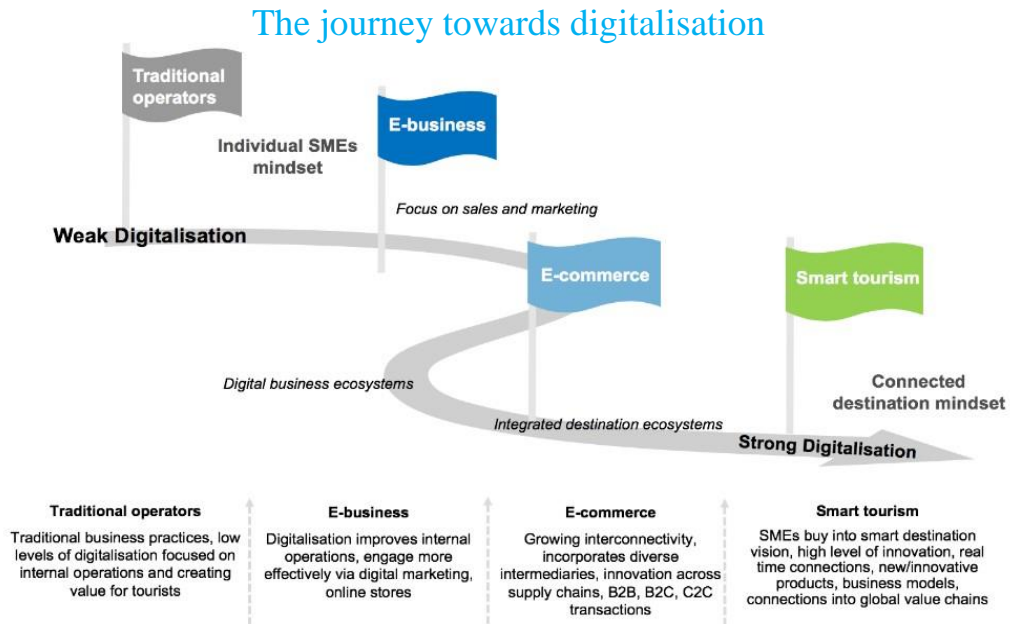 The journey towards digitalisation
Traditional
operators
E-business
Individual SMEs
mindset
Focus on sales and marketing
Weak Digitalisation
E-commerce
Smart tourism
Digital business ecosystems
Connected
destination mindset
Integrated destination ecosystems
Strong Digitalisation
Traditional operators
Traditional business practices, low
levels of digitalisation focused on
internal operations and creating
value for tourists
E-business
Digitalisation improves internal
operations, engage more
effectively via digital marketing,
online stores
E-commerce
Growing interconnectivity,
incorporates diverse
intermediaries, innovation across
supply chains, B2B, B2C, C2C
transactions
Smart tourism
SMEs buy into smart destination
vision, high level of innovation, real
time connections, new/innovative
products, business models,
connections into global value chains